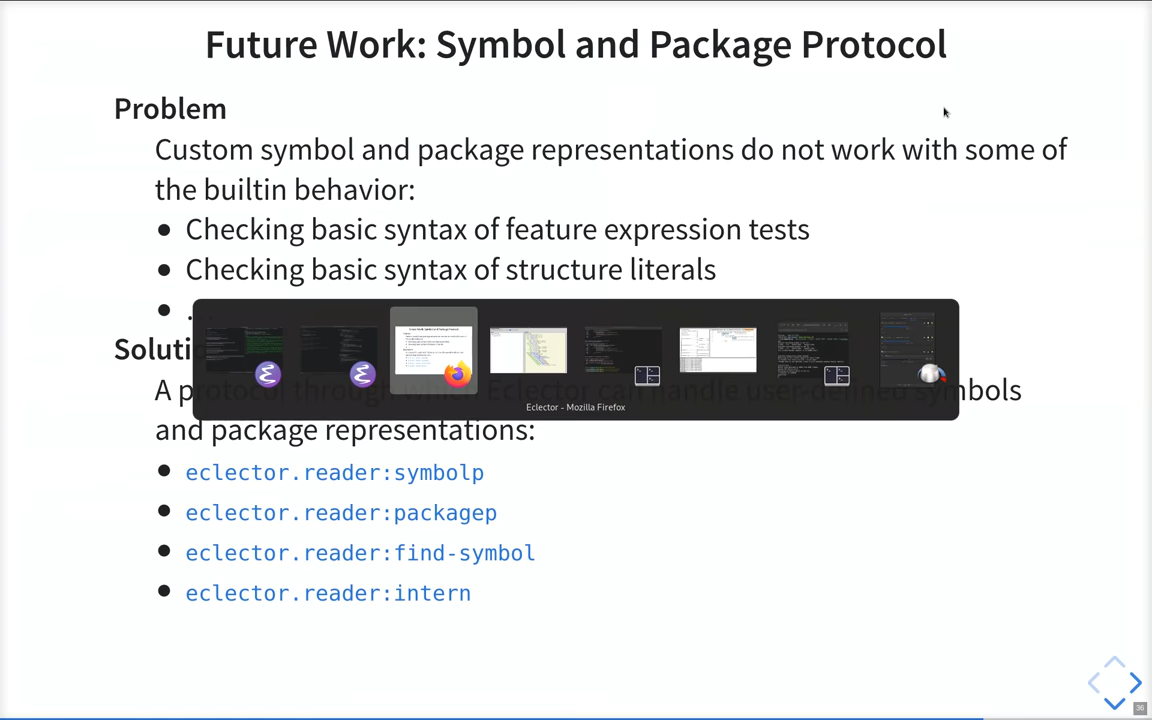 Future Work: Symbol and Package Protocol
Problem
Custom symbol and package representations do not work with some of
the builtin behavior:
• Checking basic syntax of feature expression tests
• Checking basic syntax of structure literals
•
Soluti
A protocol through which Eclector can handle user-defined symbols
and package representations:
Eclector - Mozilla Firefox
• eclector.reader:symbolp
• eclector.reader:packagep
• eclector.reader:find-symbol
• eclector.reader:intern
36